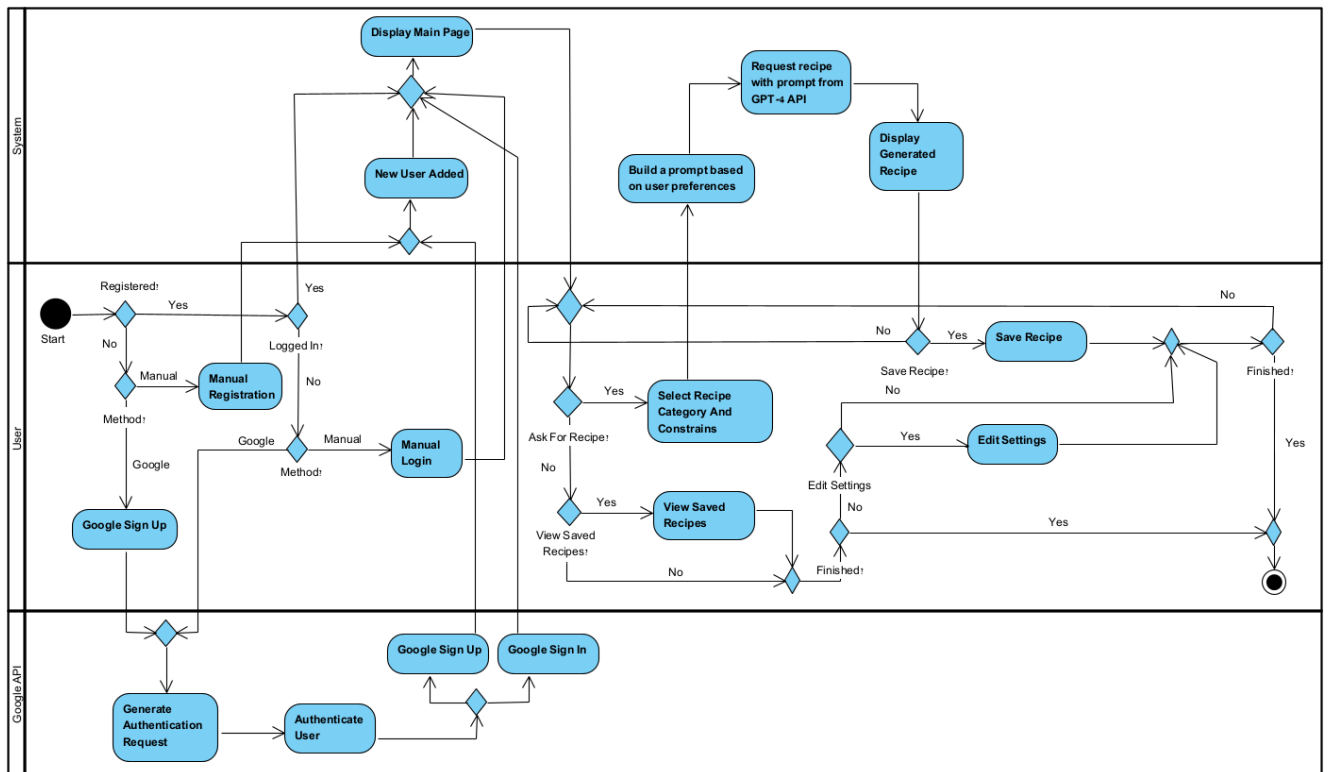 System
Display Main Page
Request recipe
with prompt from
GPT-4 API
Display
Generated
Recipe
New User Added
Build a prompt based
on user preferences
User
Start
Registered?
Yes
No
Yes
Logged In?
No
Manual
Manual
Registration
Method?
Google
Google Sign Up
Google
Manual
Method?
Manual
Login
No
No
Yes
Save Recipe
Save Recipe?
Finished?
Yes
Yes
Select Recipe
Category And
Constrains
Ask For Recipe?
No
No
Yes
Edit Settings
Edit Settings
No
Yes
View Saved
Recipes
View Saved
Recipes?
No
Yes
Finished?
Google API
Google Sign Up
Google Sign In
Generate
Authentication
Request
Authenticate
User